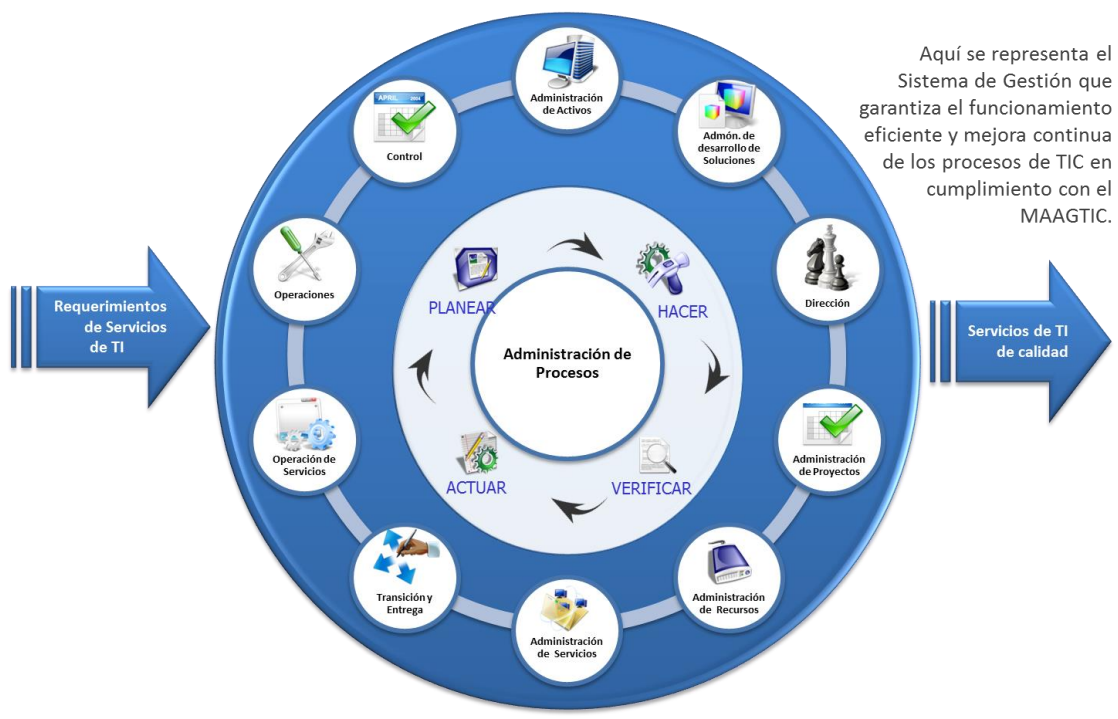 Aquí se representa el
Sistema de Gestión que
garantiza el funcionamiento
eficiente y mejora continua
de los procesos de TIC en
cumplimiento con el
MAAGTIC.
Administración
de Activos
APRIL 2004
Control
Admón. de
desarrollo de
Soluciones
Operaciones
Dirección
PLANEAR
HACER
Requerimientos
de Servicios
de TI
Administración de
Procesos
Servicios de TI
de calidad
Operación de
Servicios
Administración
de Proyectos
ACTUAR
VERIFICAR
Transición y
Entrega
Administración
de Recursos
Administración
de Servicios